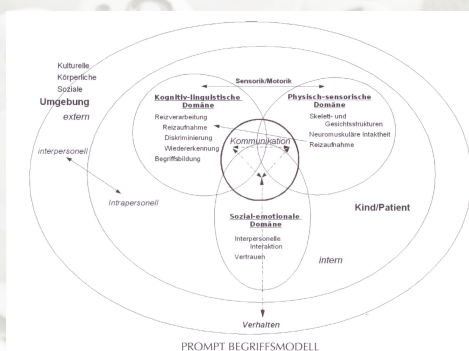 Kulturelle
Körperliche
Soziale
Umgebung
extern
interpersonell
Intrapersonell
Sensorik/Motorik
Kognitiv-linguistische
Domäne
Reizverarbeitung
Reizaufnahme
Diskriminierung
Wiedererkennung
Begriffsbildung
Physisch-sensorische
Domäne
Skelett- und
Gesichtsstrukturen
Neuromuskuläre Intaktheit
Reizaufnahme
Kommunikation
Sozial-emotionale
Domäne
Interpersonelle
Interaktion
Vertrauen
Kind/Patient
intern
Verhalten
PROMPT BEGRIFFSMODELL